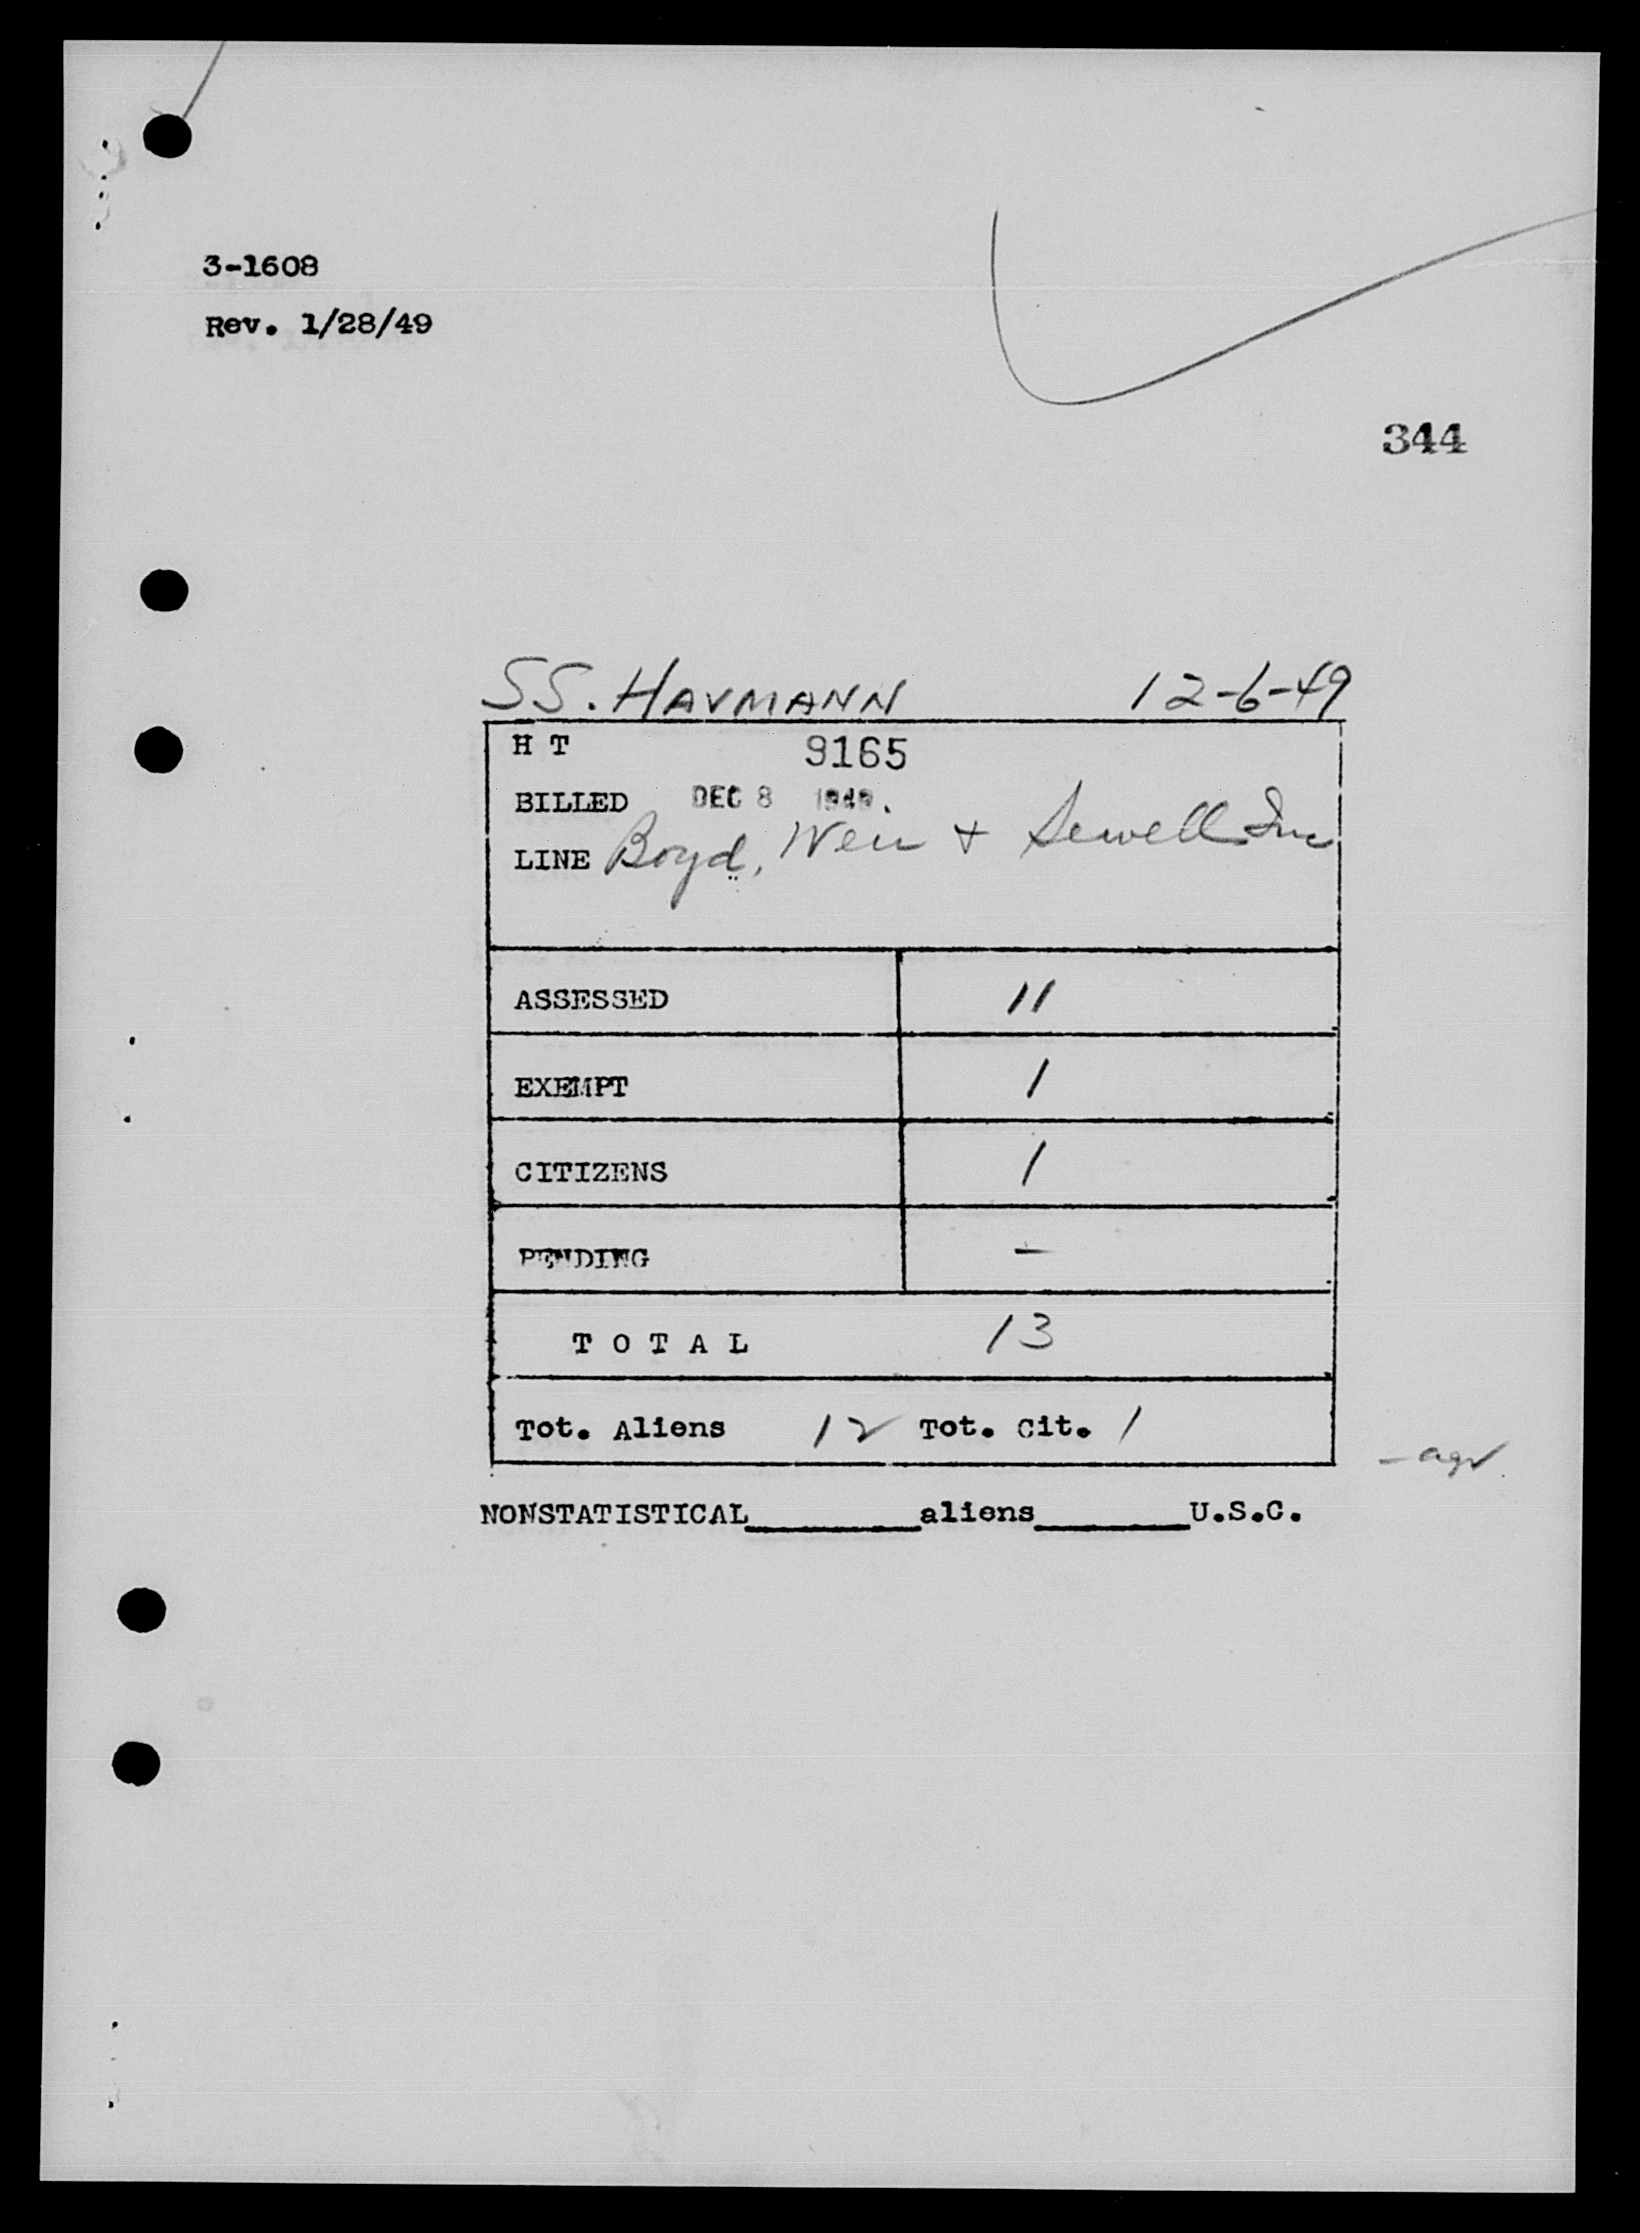 3-1608
Rev. 1/28/49
344
SS. HAVMANN 12-6-49
H T 9165
BILLED DEC 8 1949.
LINE Boyd, Weir + Sewell Inc
ASSESSED 11
EXEMPT 1
CITIZENS 1
PENDING -
T O T A L 13
Tot. Aliens 12 Tot. Cit. 1
NONSTATISTICAL________aliens________U.S.C.